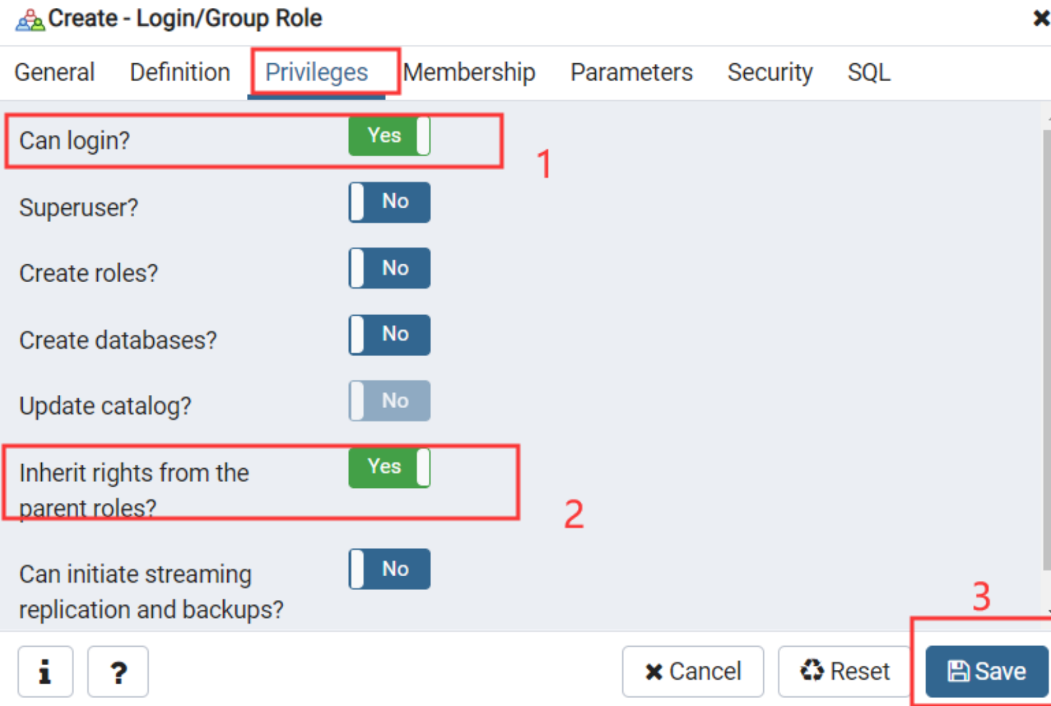 Create - Login/Group Role
General Definition Privileges Membership Parameters Security SQL
Can login? Yes
1
Superuser? No
Create roles? No
Create databases? No
Update catalog? No
Inherit rights from the Yes
parent roles?
2
Can initiate streaming No
replication and backups?
3
i ? Cancel Reset Save